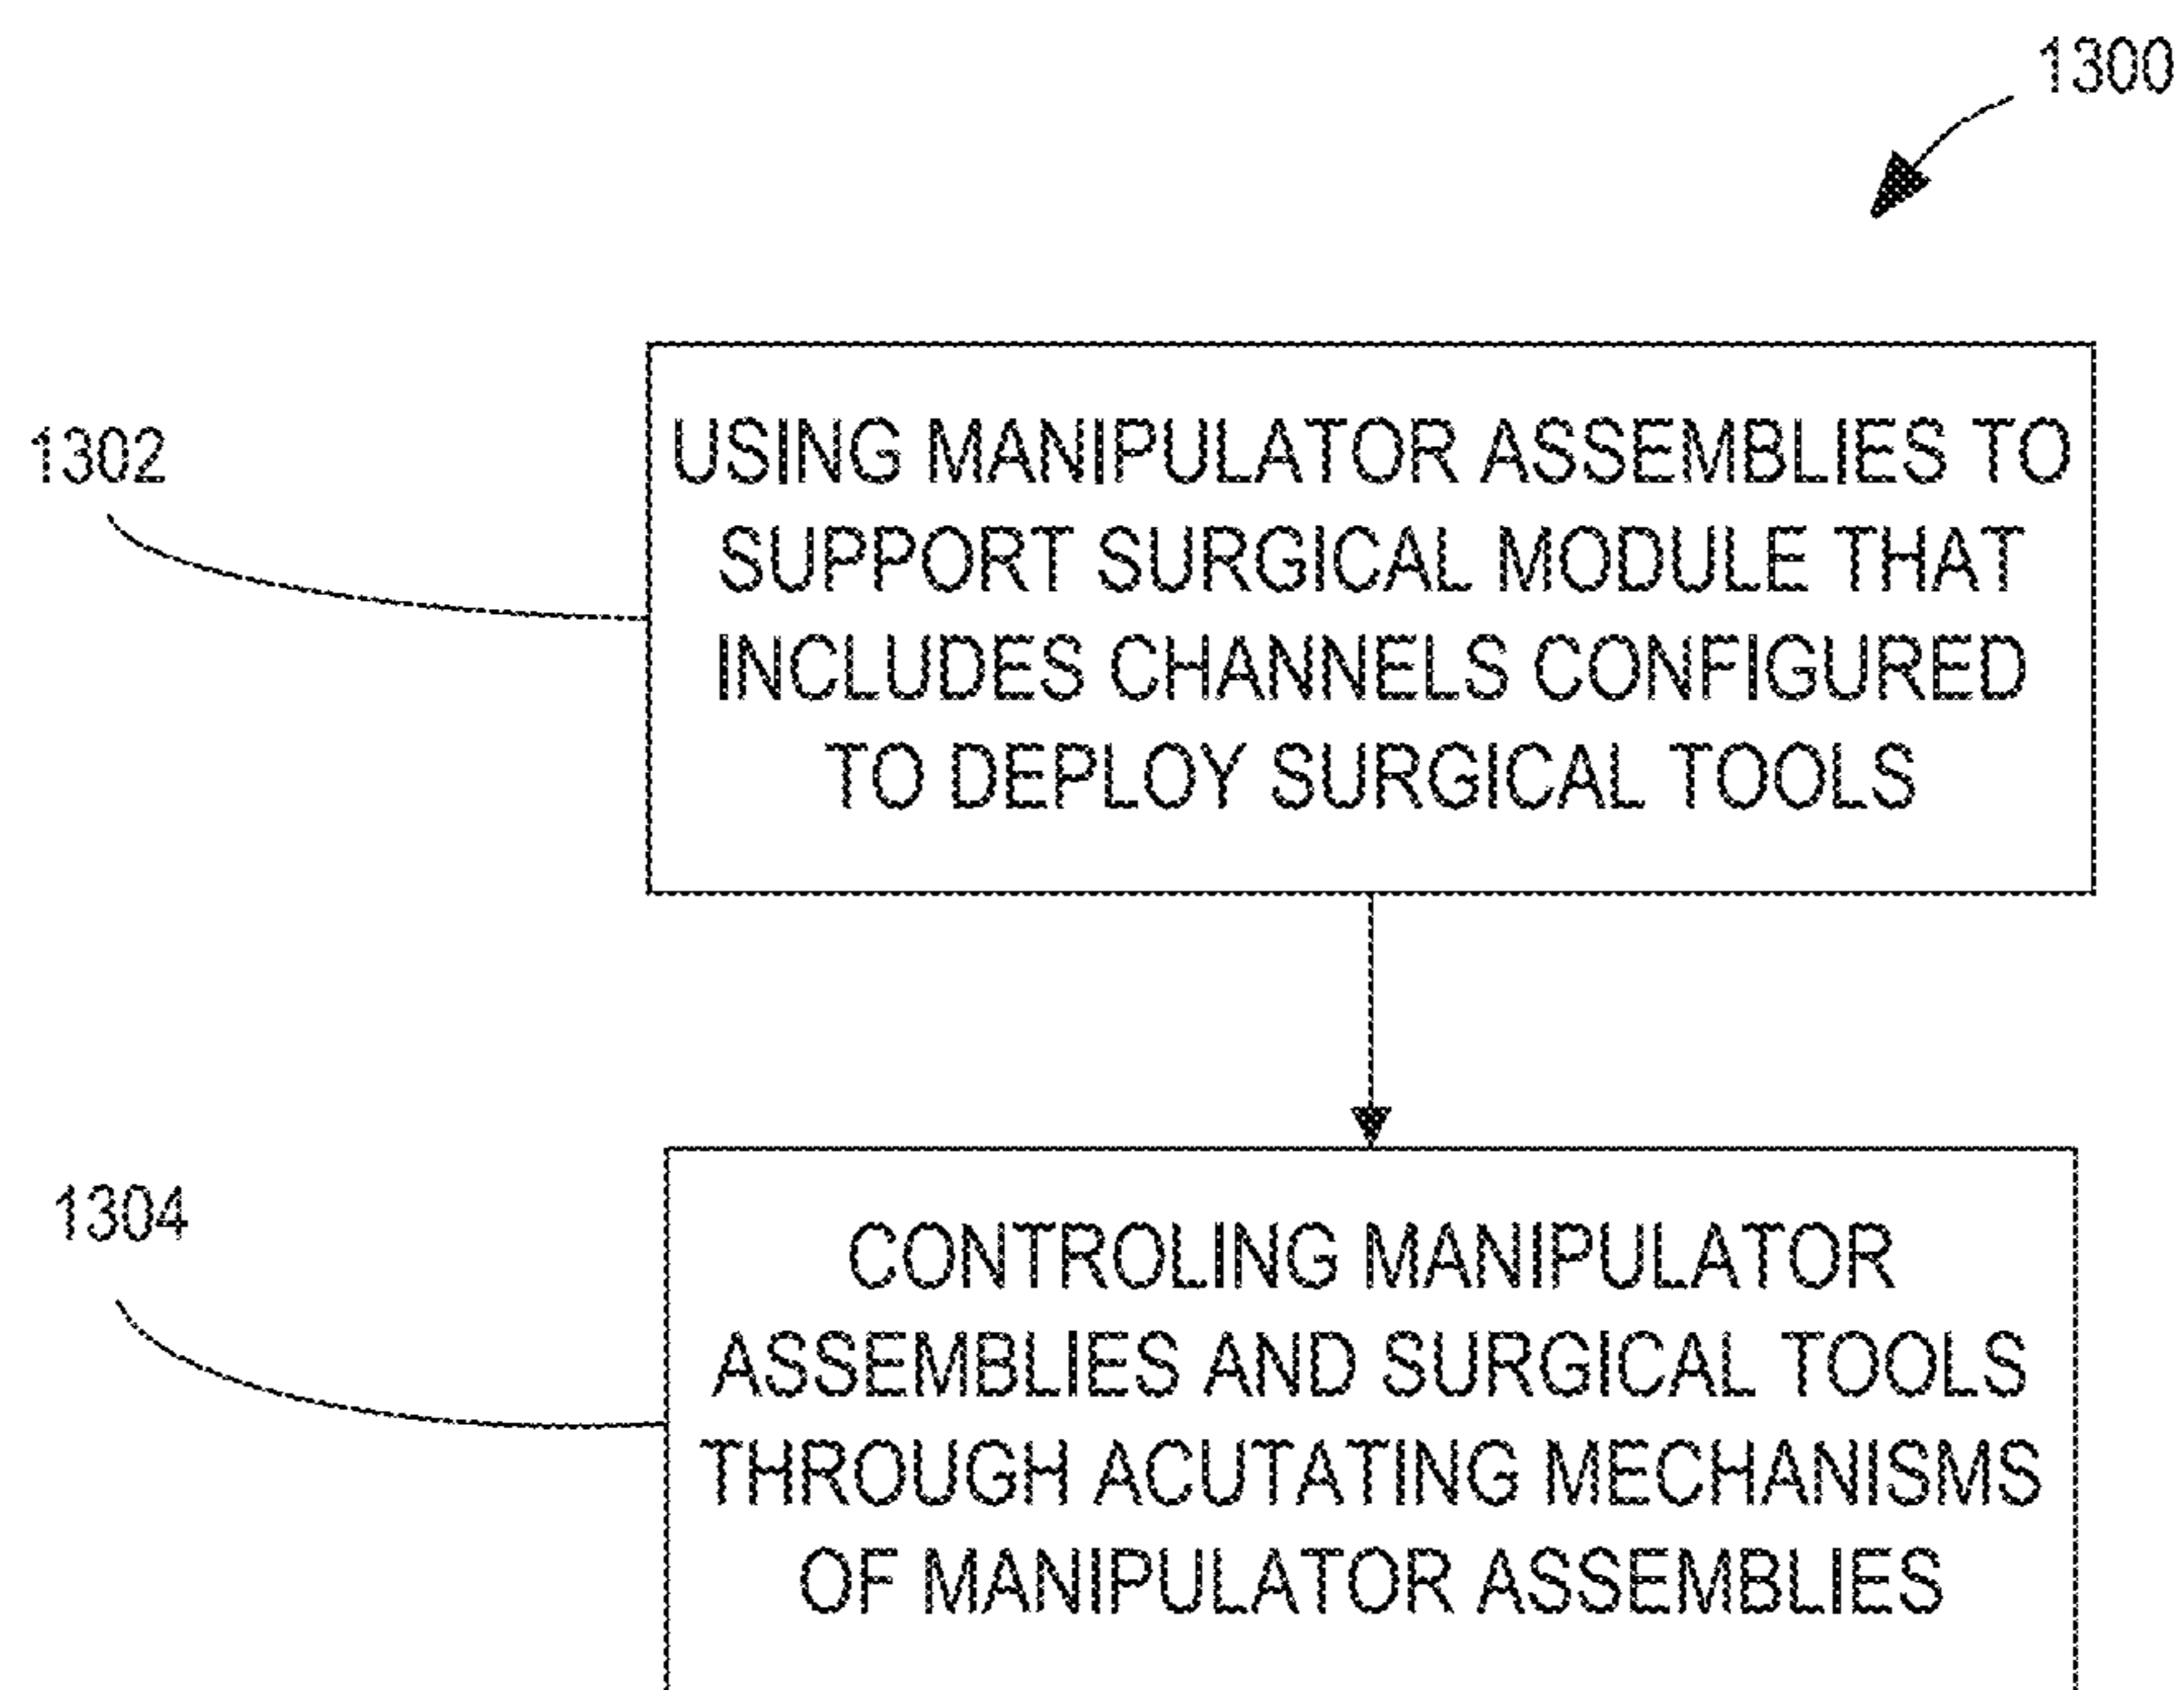 1300
1302
USING MANIPULATOR ASSEMBLIES TO
SUPPORT SURGICAL MODULE THAT
INCLUDES CHANNELS CONFIGURED
TO DEPLOY SURGICAL TOOLS
1304
CONTROLING MANIPULATOR
ASSEMBLIES AND SURGICAL TOOLS
THROUGH ACUTATING MECHANISMS
OF MANIPULATOR ASSEMBLIES